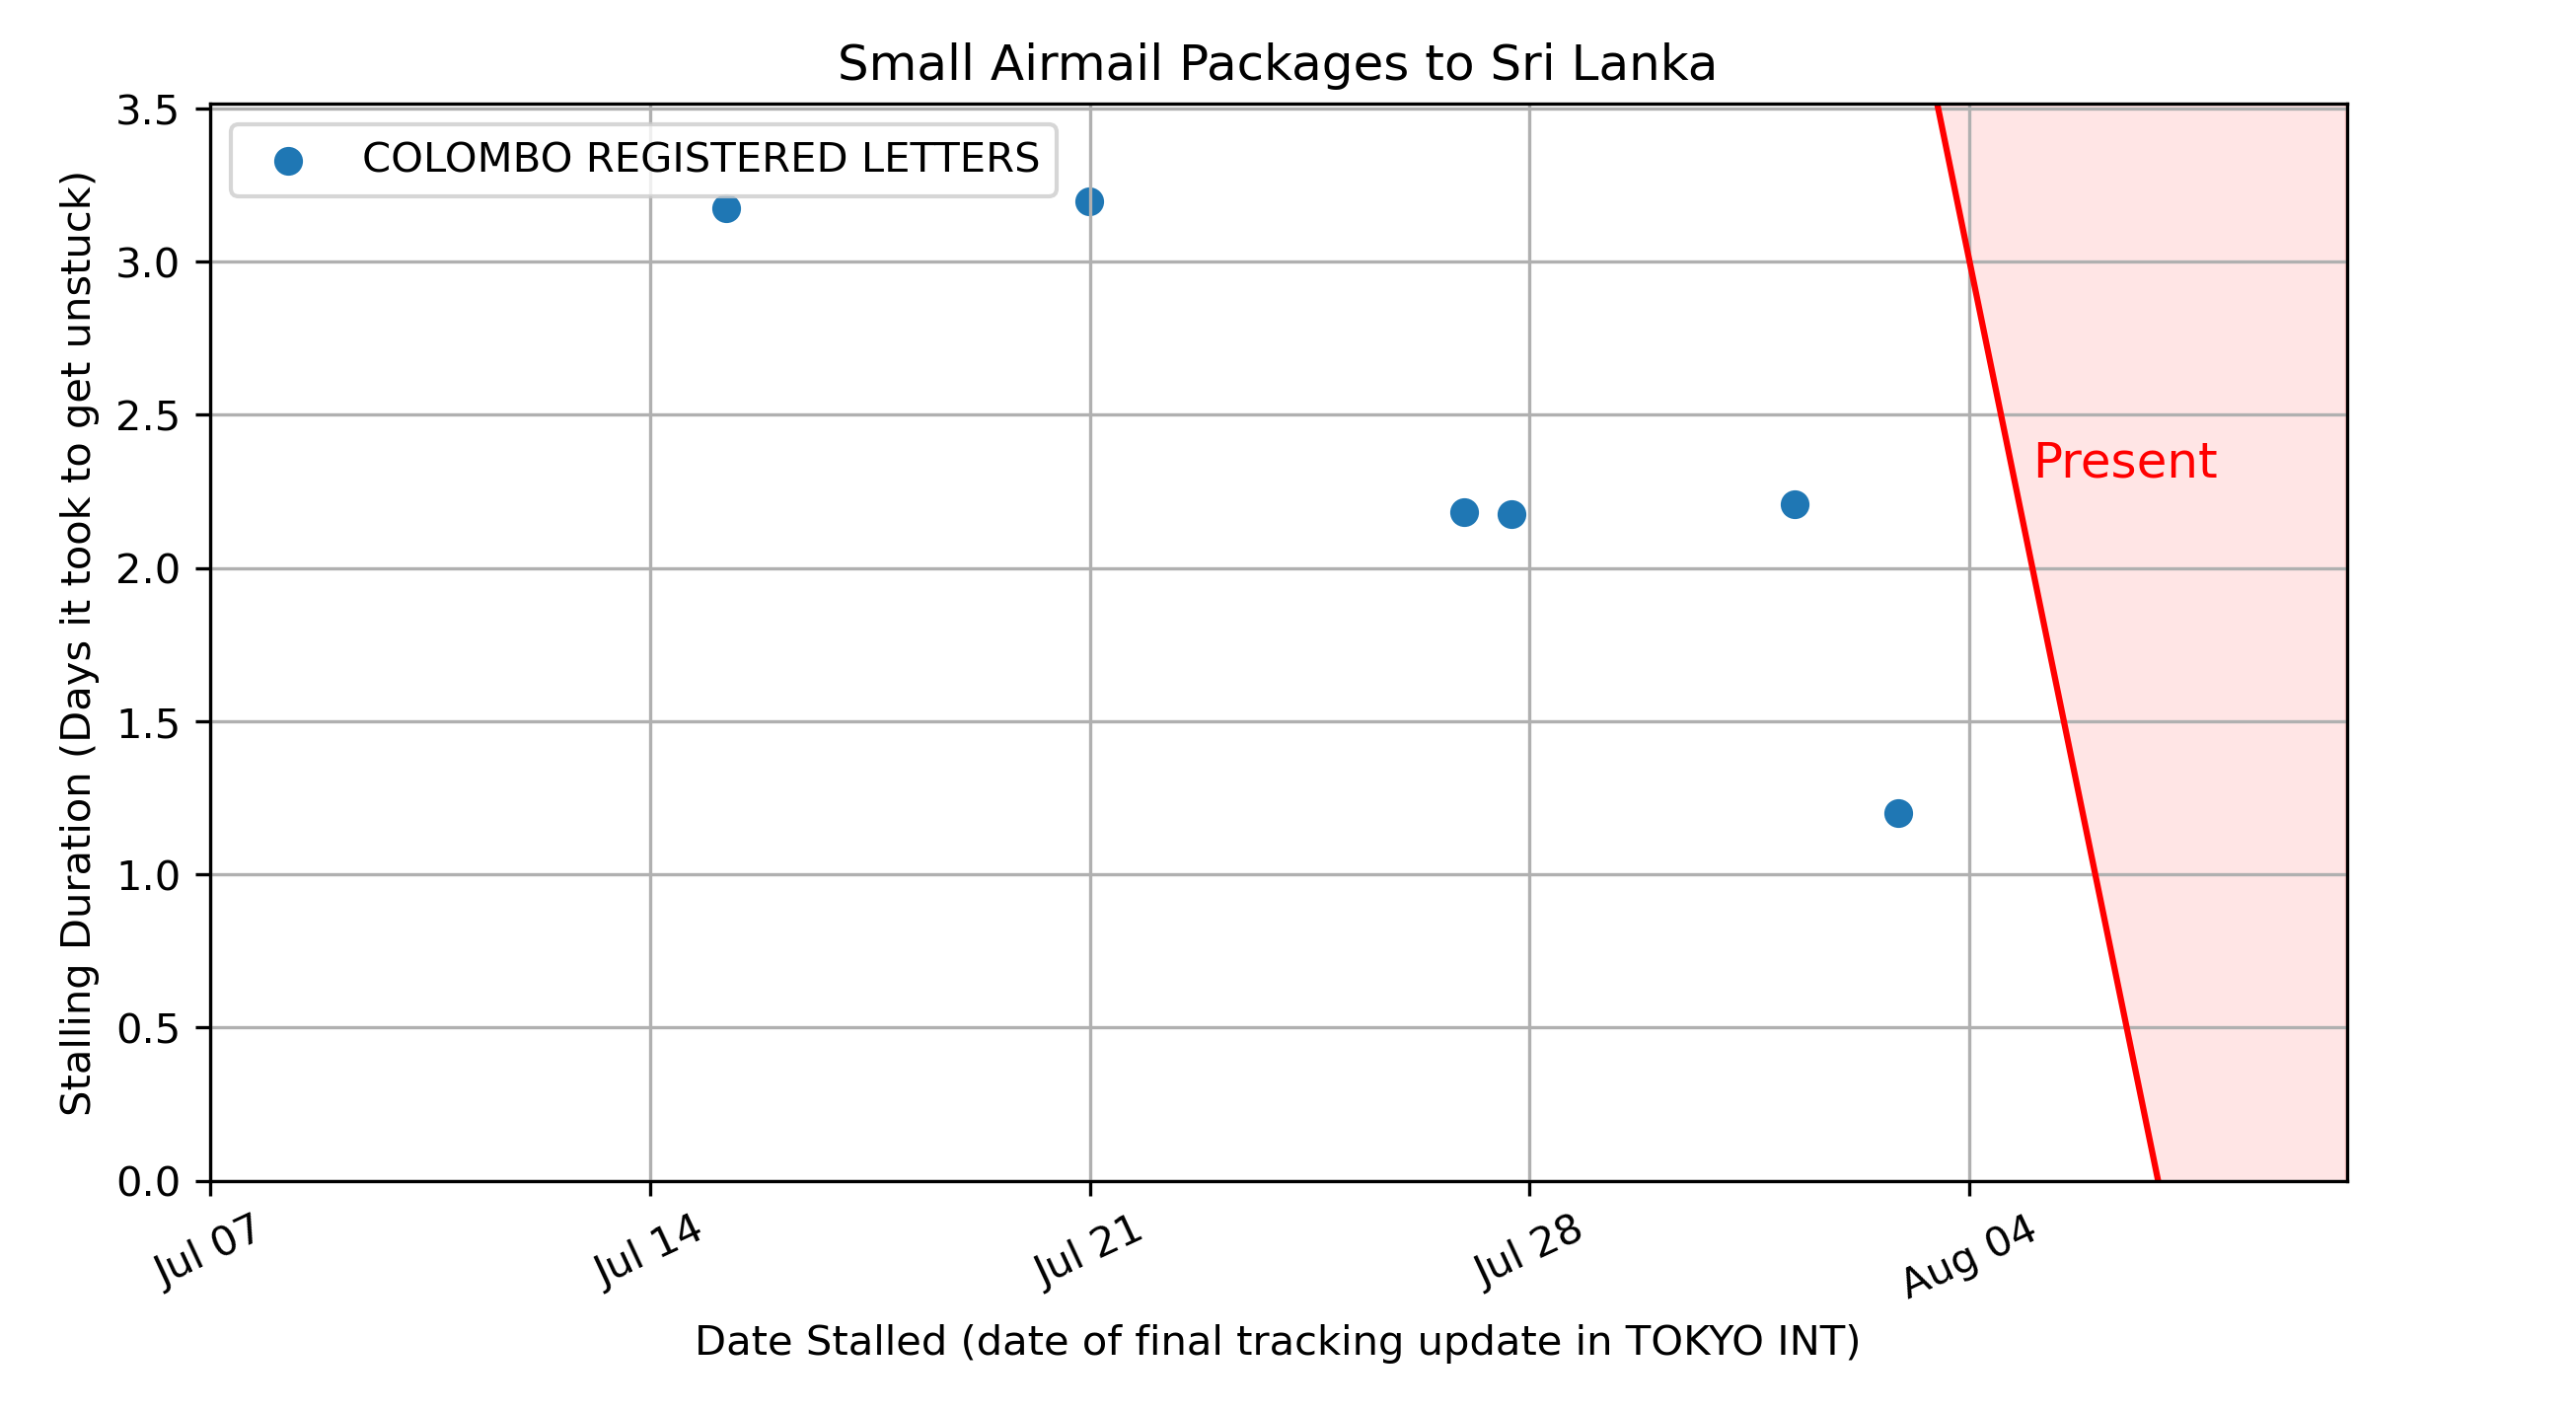 Small Airmail Packages to Sri Lanka
COLOMBO REGISTERED LETTERS
Present
Stalling Duration (Days it took to get unstuck)
3.5
3.0
2.5
2.0
1.5
1.0
0.5
0.0
Jul 07
Jul 14
Jul 21
Jul 28
Aug 04
Date Stalled (date of final tracking update in TOKYO INT)